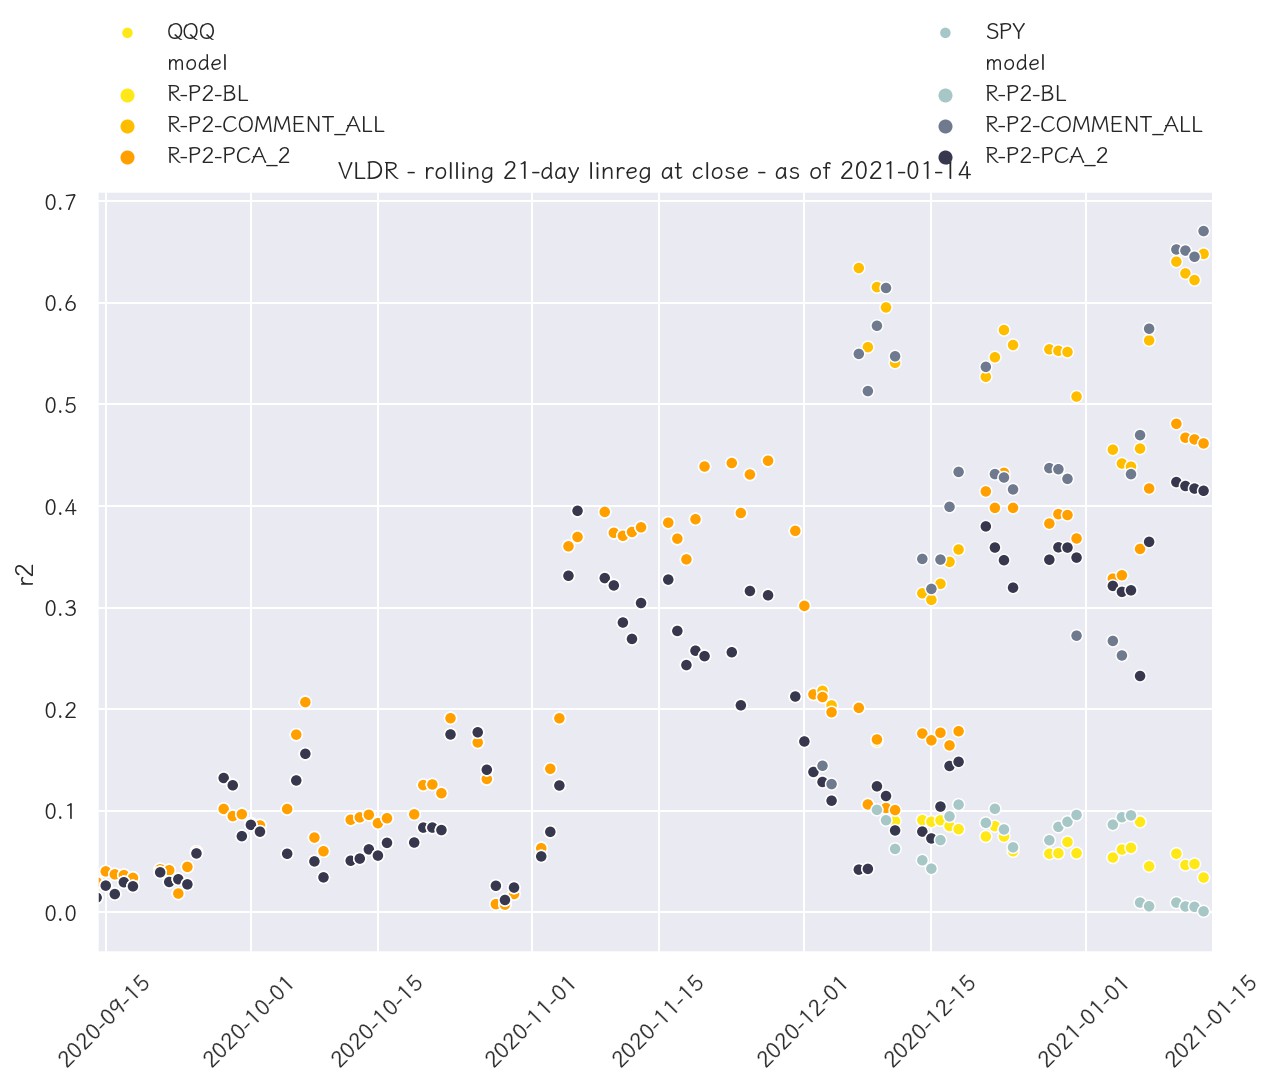 QQQ
model
R-P2-BL
R-P2-COMMENT_ALL
R-P2-PCA_2
SPY
model
R-P2-BL
R-P2-COMMENT_ALL
R-P2-PCA_2
VLDR - rolling 21-day linreg at close - as of 2021-01-14
0.7
0.6
0.5
0.4
0.3
0.2
0.1
0.0
r2
2020-09-15
2020-10-01
2020-10-15
2020-11-01
2020-11-15
2020-12-01
2020-12-15
2021-01-01
2021-01-15